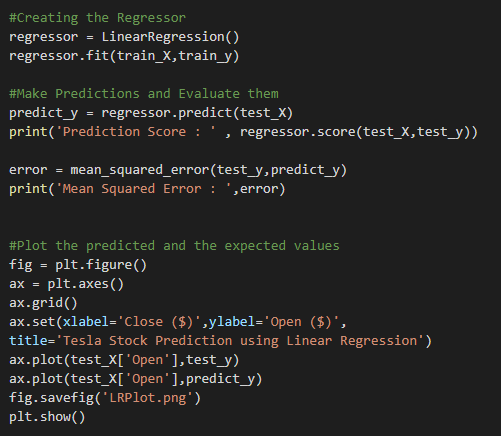 #Creating the Regressor
regressor = LinearRegression()
regressor.fit(train_X,train_y)
#Make Predictions and Evaluate them
predict_y = regressor.predict(test_X)
print('Prediction Score : ' , regressor.score(test_X,test_y))
error = mean_squared_error(test_y,predict_y)
print('Mean Squared Error : ',error)
#Plot the predicted and the expected values
fig = plt.figure()
ax = plt.axes()
ax.grid()
ax.set(xlabel='Close ($)',ylabel='Open ($)',
title='Tesla Stock Prediction using Linear Regression')
ax.plot(test_X['Open'],test_y)
ax.plot(test_X['Open'],predict_y)
fig.savefig('LRPlot.png')
plt.show()